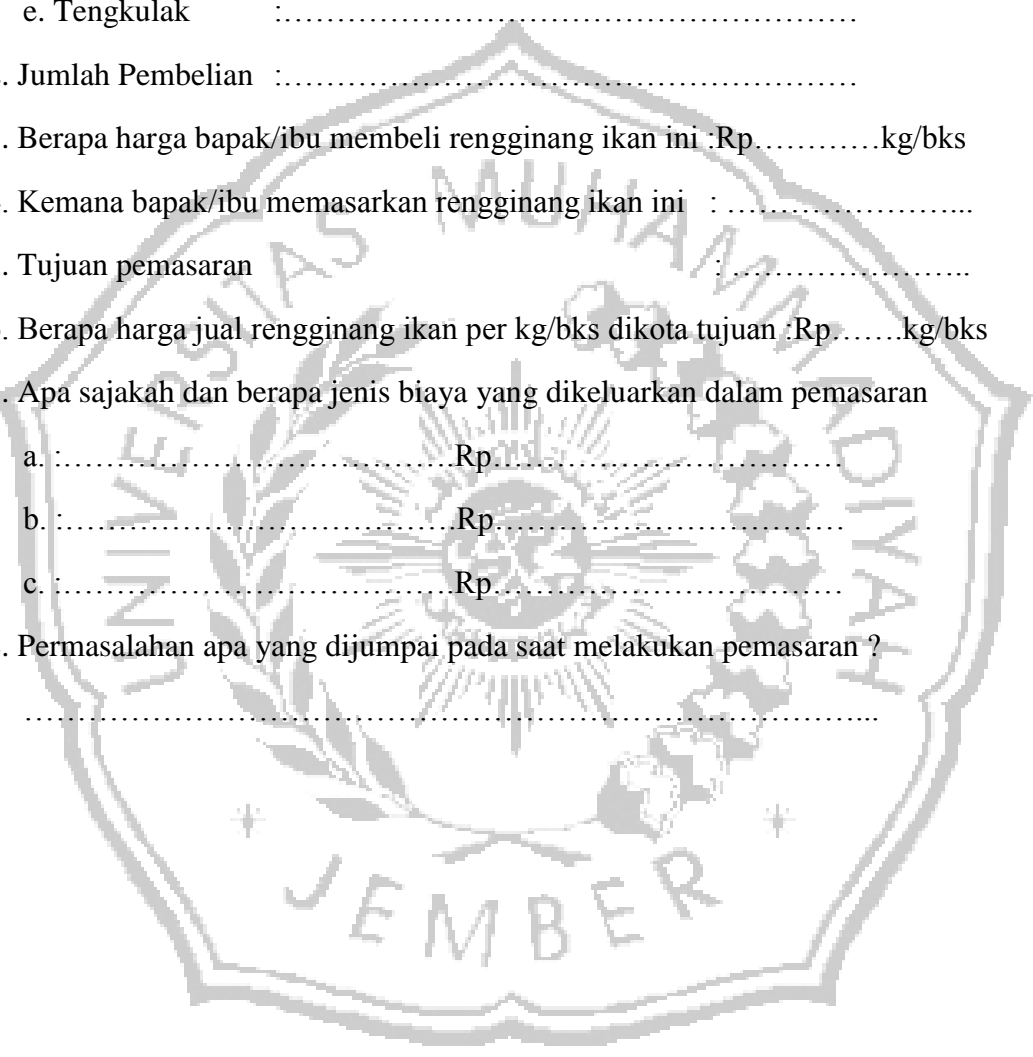 e. Tengkulak :……………………………………………….
. Jumlah Pembelian :……………………………………………….
. Berapa harga bapak/ibu membeli rengginang ikan ini :Rp…………kg/bks
. Kemana bapak/ibu memasarkan rengginang ikan ini : …………………...
. Tujuan pemasaran : …………………..
. Berapa harga jual rengginang ikan per kg/bks dikota tujuan :Rp…….kg/bks
. Apa sajakah dan berapa jenis biaya yang dikeluarkan dalam pemasaran
a. :……………………………….Rp……………………………
b. :……………………………….Rp……………………………
c. :……………………………….Rp……………………………
. Permasalahan apa yang dijumpai pada saat melakukan pemasaran ?
……………………………………………………………………...
UNIVERSITAS MUHAMMADIYAH
JEMBER